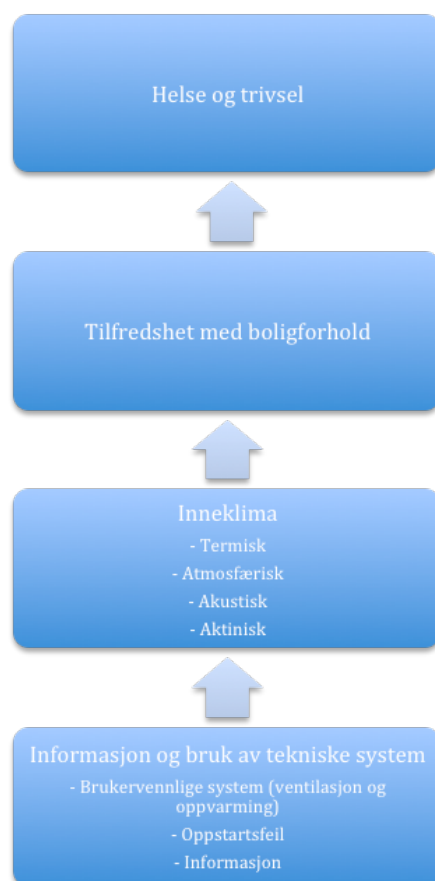 Helse og trivsel
Tilfredshet med boligforhold
Inneklima
- Termisk
- Atmosfærisk
- Akustisk
- Aktinisk
Informasjon og bruk av tekniske system
- Brukervennlige system (ventilasjon og
oppvarming)
- Oppstartsfeil
- Informasjon